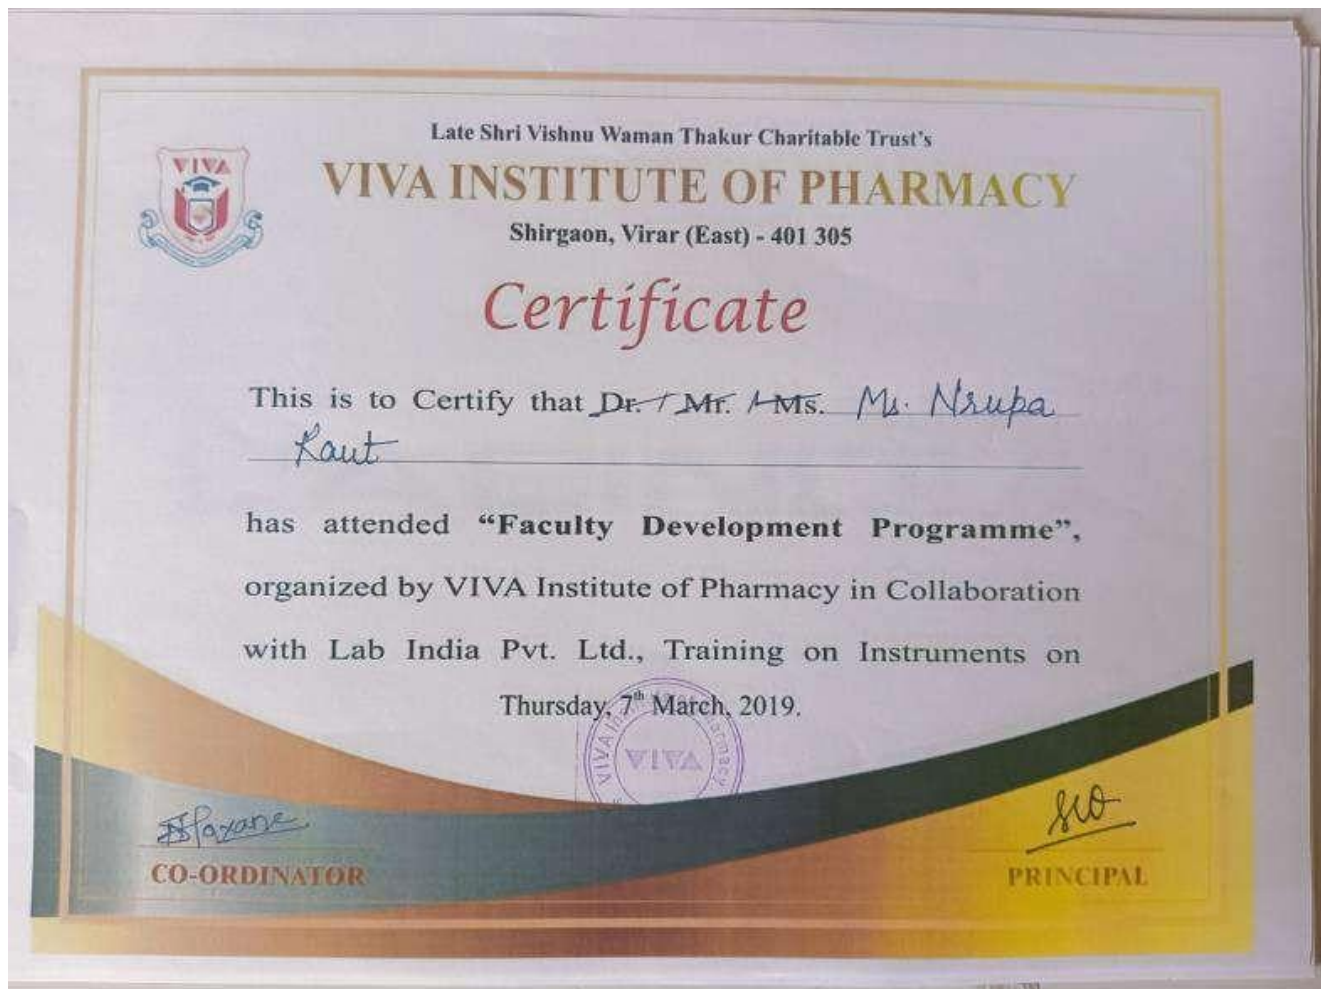 Late Shri Vishnu Waman Thakur Charitable Trust's
VIVA
VIVA INSTITUTE OF PHARMACY
Shirgaon, Virar (East) - 401 305
Certificate
This is to Certify that Dr. / Mr. / Ms. Ms. Nrupa
Raut
has attended “Faculty Development Programme”,
organized by VIVA Institute of Pharmacy in Collaboration
with Lab India Pvt. Ltd., Training on Instruments on
Thursday, 7th March, 2019.
VIVA
CO-ORDINATOR
PRINCIPAL